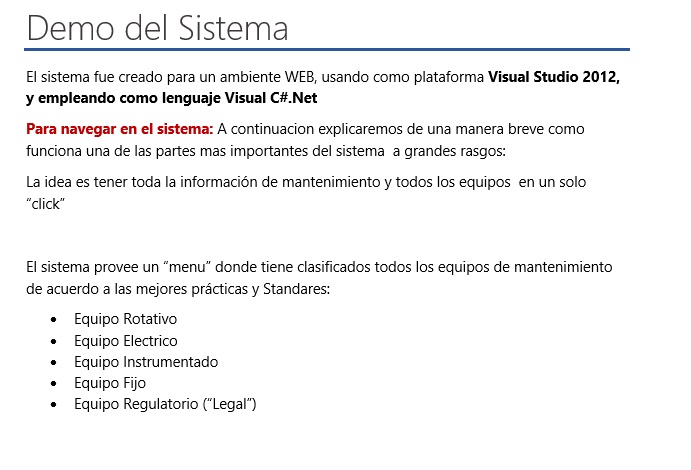 Demo del Sistema
El sistema fue creado para un ambiente WEB, usando como plataforma Visual Studio 2012,
y empleando como lenguaje Visual C#.Net
Para navegar en el sistema: A continuacion explicaremos de una manera breve como
funciona una de las partes mas importantes del sistema  a grandes rasgos:
La idea es tener toda la información de mantenimiento y todos los equipos  en un solo
“click”
El sistema provee un “menu” donde tiene clasificados todos los equipos de mantenimiento
de acuerdo a las mejores prácticas y Standares:
• Equipo Rotativo
• Equipo Electrico
• Equipo Instrumentado
• Equipo Fijo
• Equipo Regulatorio (“Legal”)